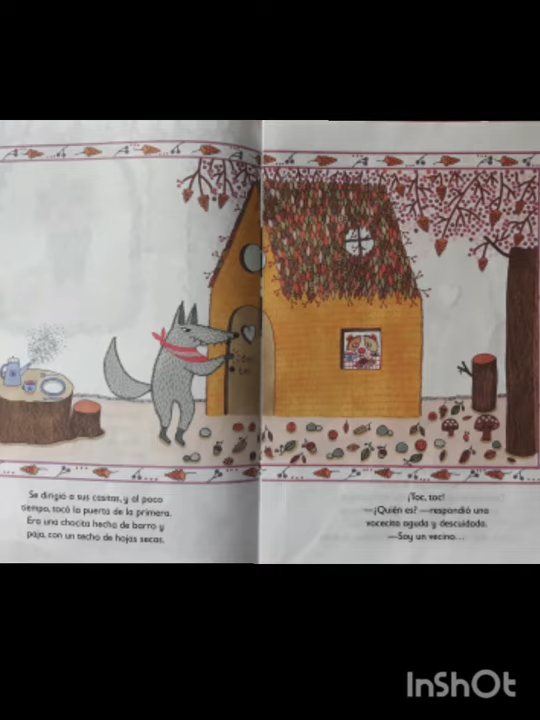 Se dirigió a sus casitas, y al poco
tiempo, tocó la puerta de la primera.
Era una chocita hecha de barro y
paja, con un techo de hojas secas.
¡Toc, toc!
—¿Quién es? —respondió una
vocecita aguda y descuidada.
—Soy un vecino...
InShOt